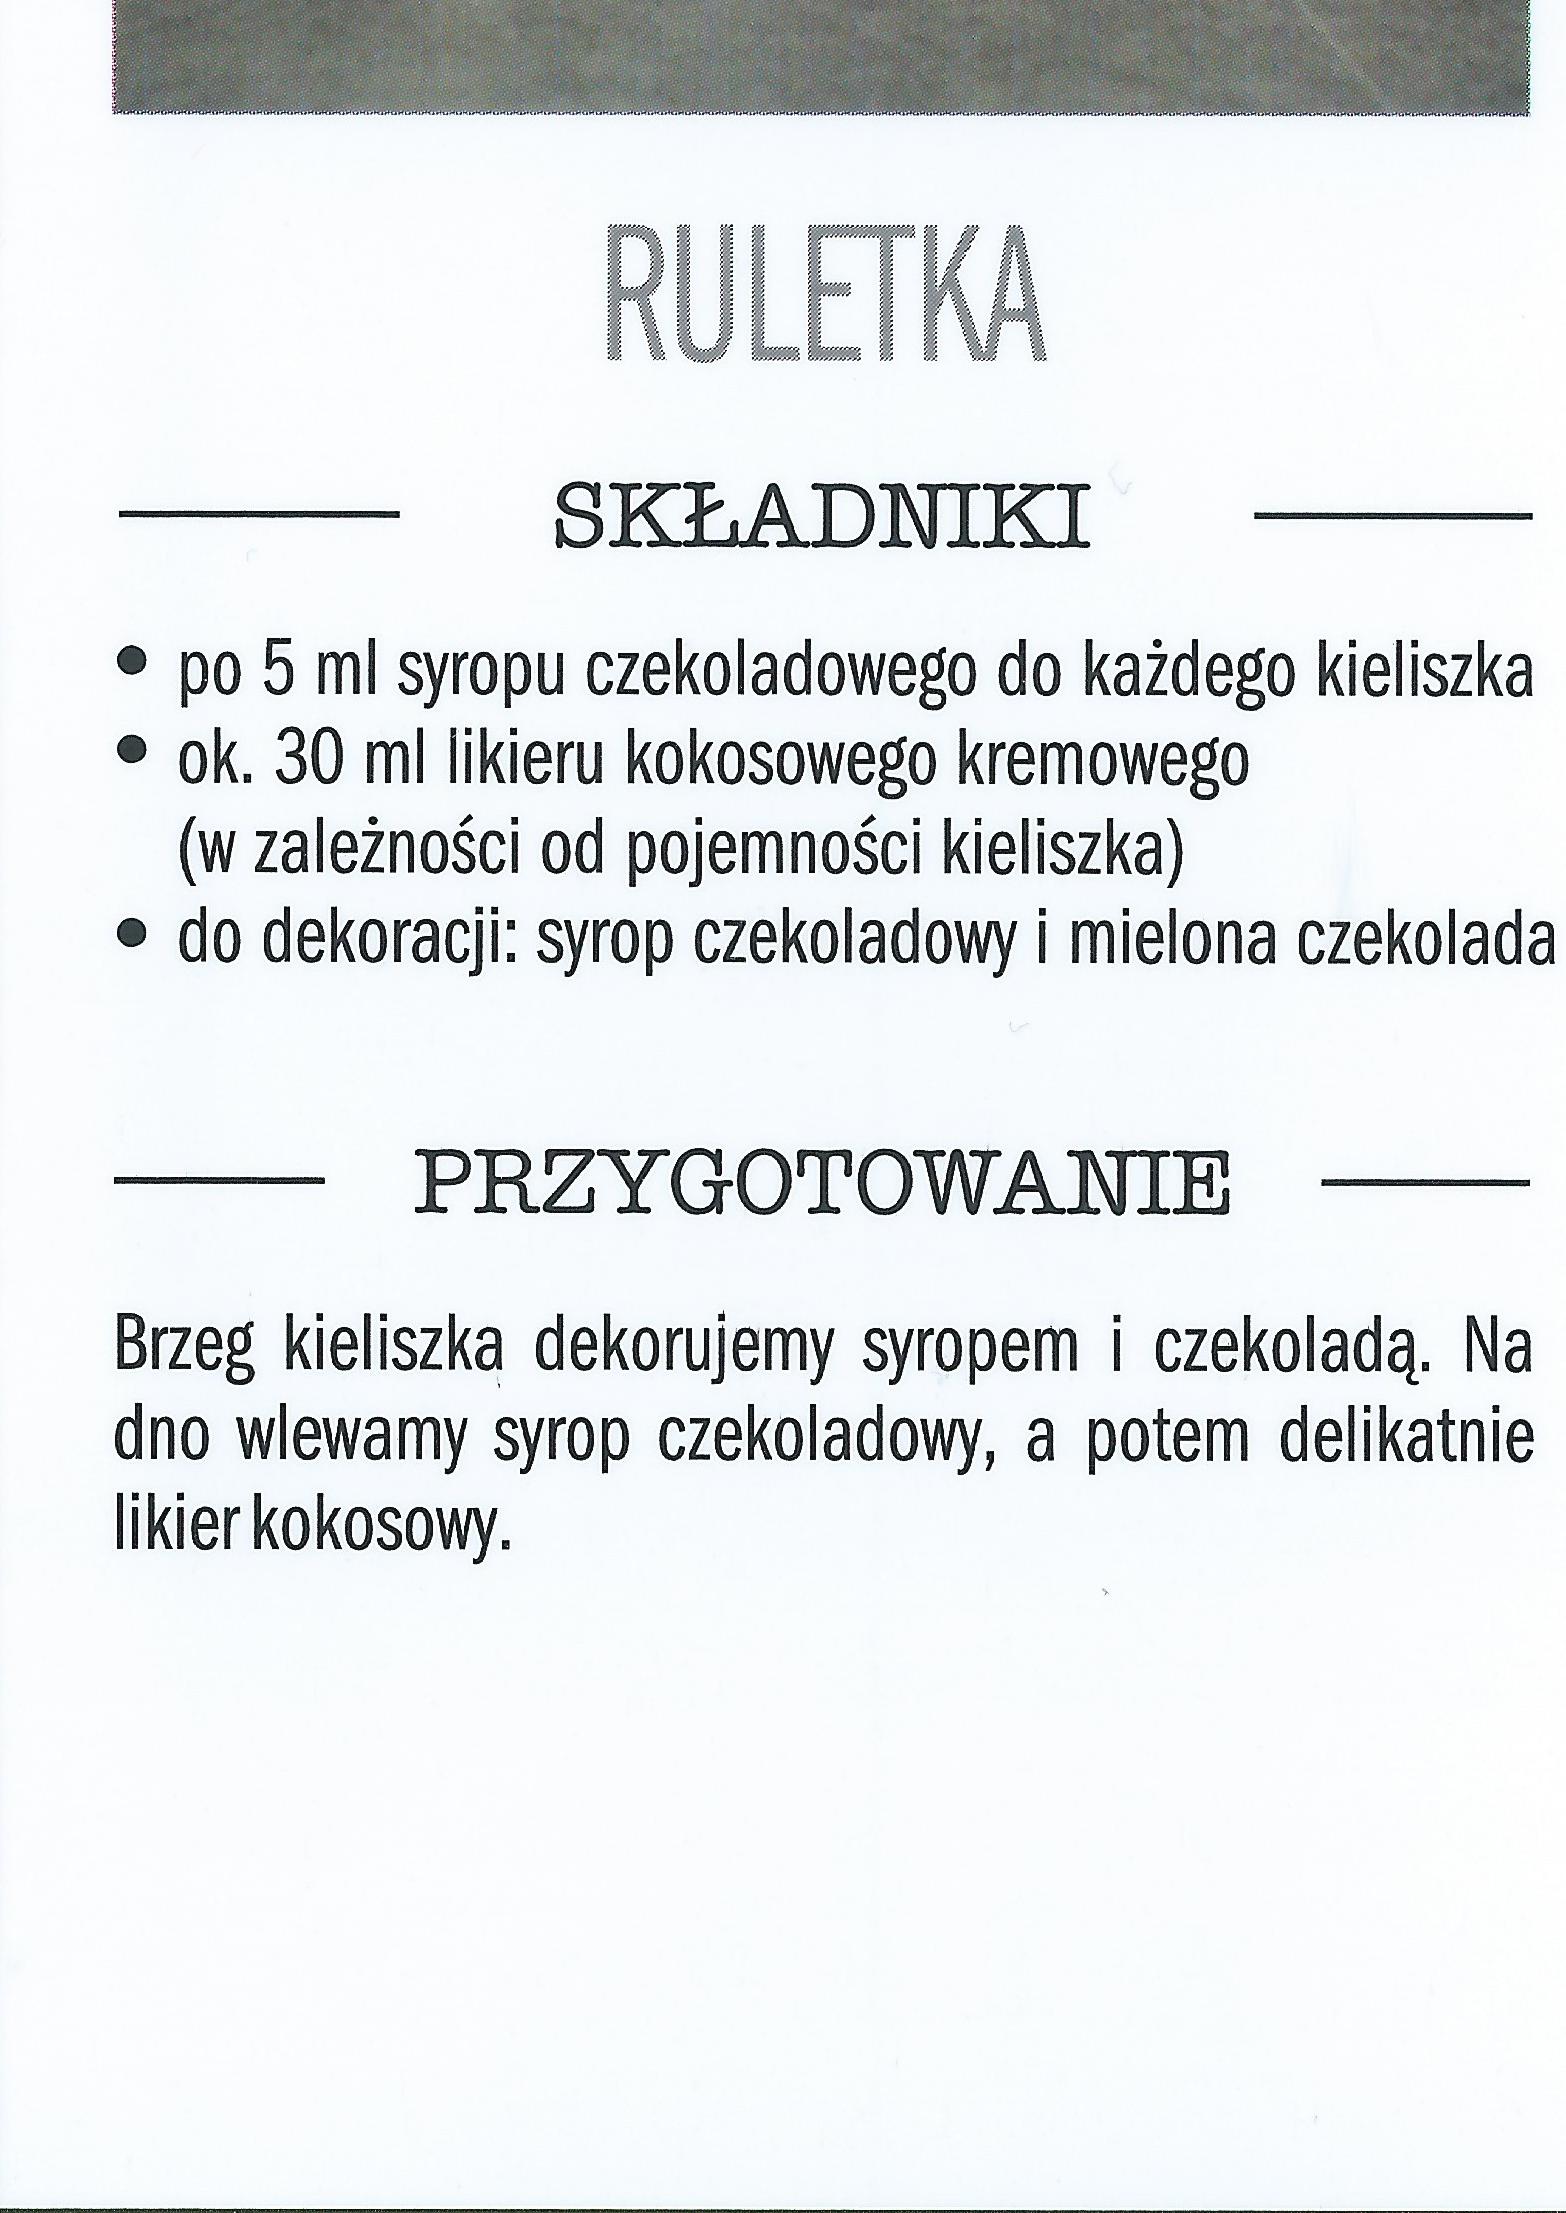 RULETKA
SKŁADNIKI
• po 5 ml syropu czekoladowego do każdego kieliszka
• ok. 30 ml likieru kokosowego kremowego
(w zależności od pojemności kieliszka)
• do dekoracji: syrop czekoladowy i mielona czekolada
PRZYGOTOWANIE
Brzeg kieliszka dekorujemy syropem i czekoladą. Na
dno wlewamy syrop czekoladowy, a potem delikatnie
likier kokosowy.